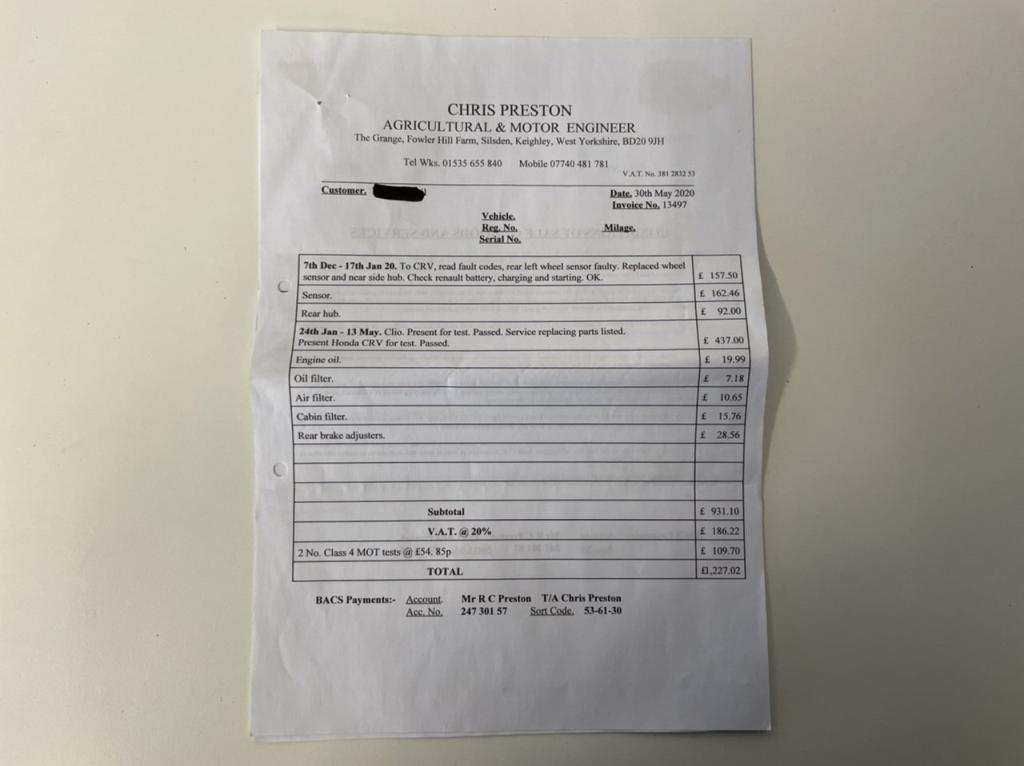 CHRIS PRESTON
AGRICULTURAL & MOTOR ENGINEER
The Grange, Fowler Hill Farm, Silsden, Keighley, West Yorkshire, BD20 9JH
Tel Wks. 01535 655 840 Mobile 07740 481 781
V.A.T. No. 381 2832 53
Customer. Date. 30th May 2020
Invoice No. 13497
Vehicle.
Reg. No. Milage.
Serial No.
CONDITIONS OF SALE OF GOODS AND SERVICES
7th Dec - 17th Jan 20. To CRV, read fault codes, rear left wheel sensor faulty. Replaced wheel
sensor and near side hub. Check renault battery, charging and starting. OK. £ 157.50
Sensor. £ 162.46
Rear hub. £ 92.00
24th Jan - 13 May. Clio. Present for test. Passed. Service replacing parts listed.
Present Honda CRV for test. Passed. £ 437.00
Engine oil. £ 19.99
Oil filter. £ 7.18
Air filter. £ 10.65
Cabin filter. £ 15.76
Rear brake adjusters. £ 28.56
Subtotal £ 931.10
V.A.T. @ 20% £ 186.22
2 No. Class 4 MOT tests @ £54. 85p £ 109.70
TOTAL £1,227.02
BACS Payments:- Account. Mr R C Preston T/A Chris Preston
Acc. No. 247 301 57 Sort Code. 53-61-30